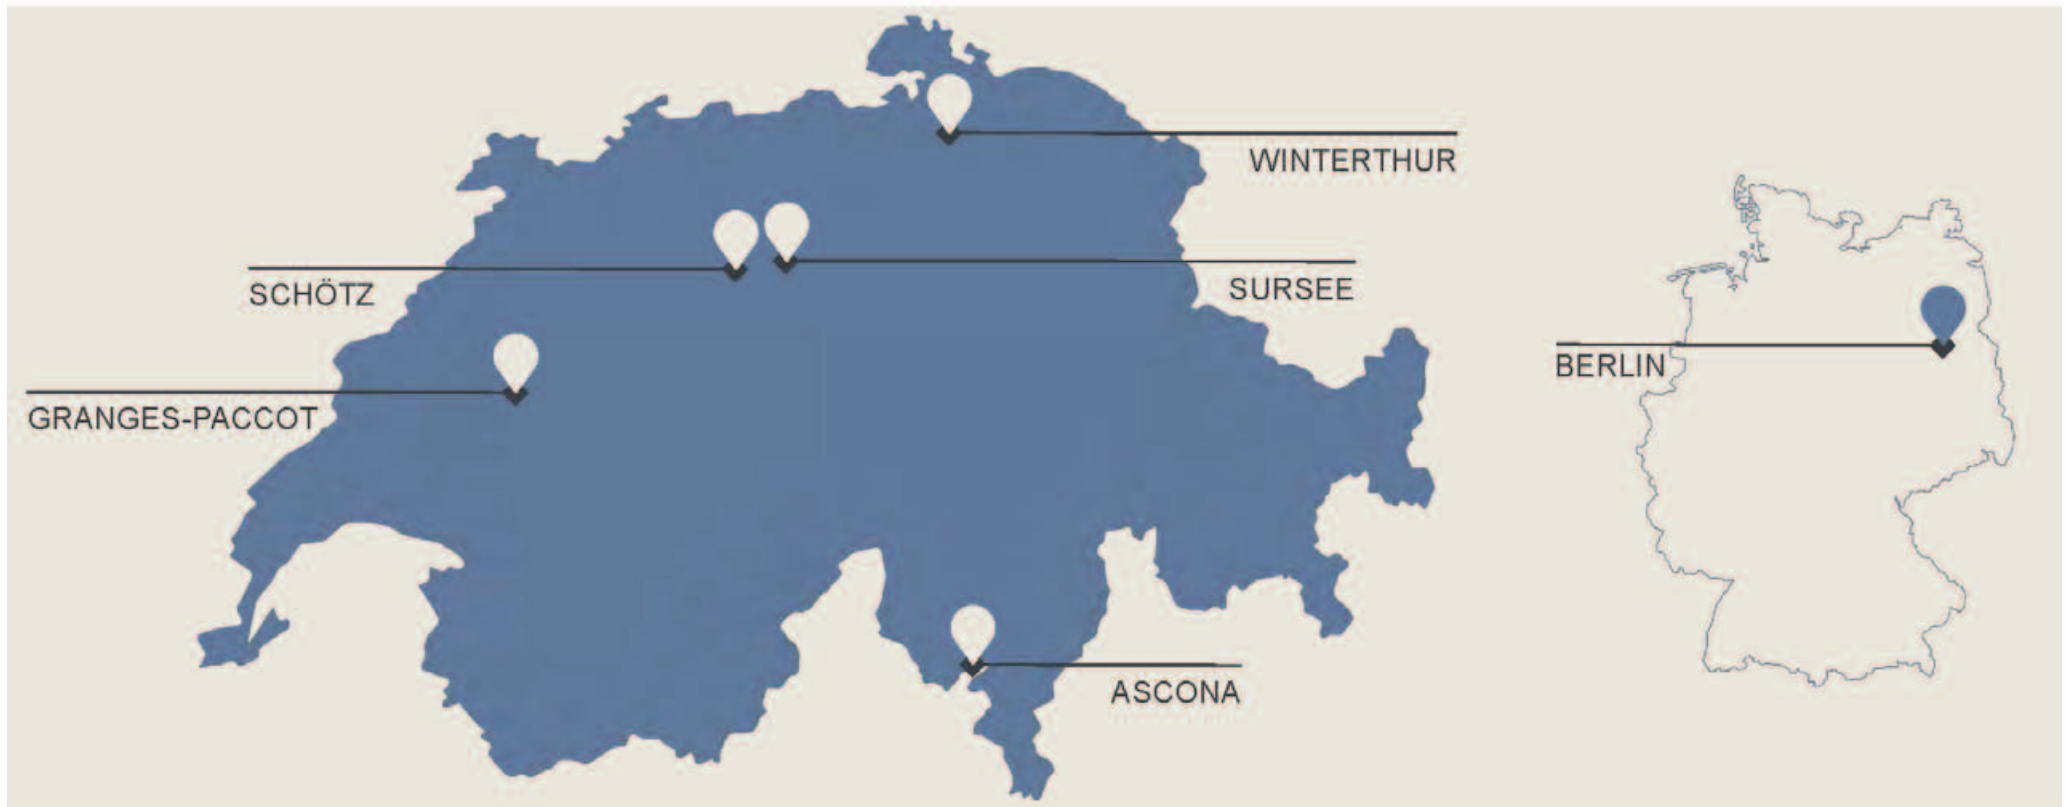 WINTERTHUR
SCHÖTZ
SURSEE
BERLIN
GRANGES-PACCOT
ASCONA